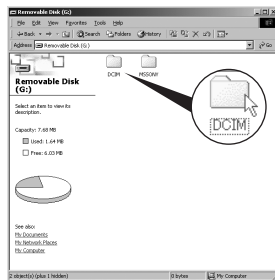 Removable Disk (G:)
File Edit View Favorites Tools Help
Back Search Folders History
Address Removable Disk (G:) Go
Removable Disk (G:)
DCIM MSSONY
DCIM
Select an item to view its description.
Capacity: 7.68 MB
Used: 1.64 MB
Free: 6.03 MB
See also:
My Documents
My Network Places
My Computer
2 object(s) (plus 1 hidden) 0 bytes My Computer